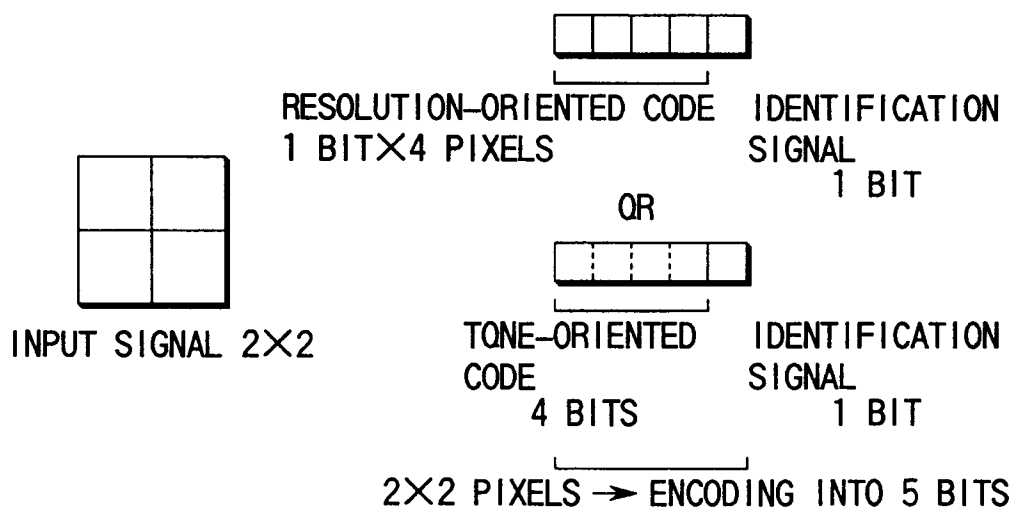 RESOLUTION-ORIENTED CODE
1 BIT×4 PIXELS
IDENTIFICATION
SIGNAL
1 BIT
OR
INPUT SIGNAL 2×2
TONE-ORIENTED
CODE
4 BITS
IDENTIFICATION
SIGNAL
1 BIT
2×2 PIXELS → ENCODING INTO 5 BITS